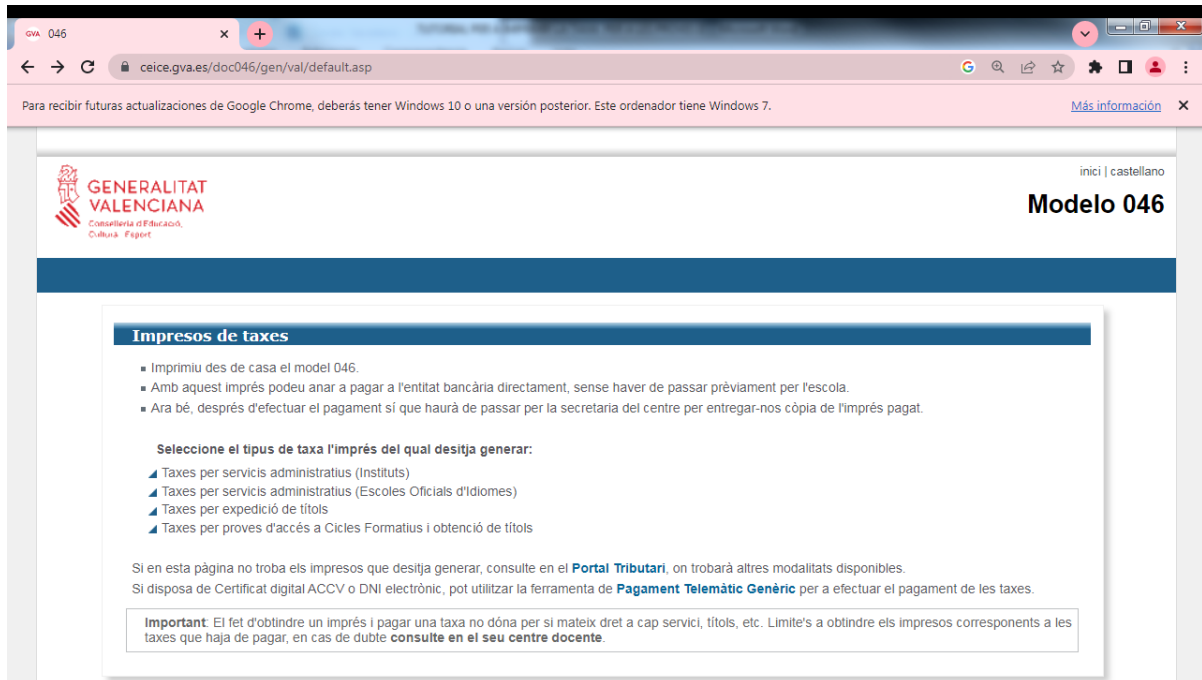 GVA 046
ceice.gva.es/doc046/gen/val/default.asp
Para recibir futuras actualizaciones de Google Chrome, deberás tener Windows 10 o una versión posterior. Este ordenador tiene Windows 7. Más información
inici | castellano
GENERALITAT
VALENCIANA
Conselleria d'Educació,
Cultura Esport
Modelo 046
Impresos de taxes
Imprimiu des de casa el model 046.
Amb aquest imprés podeu anar a pagar a l'entitat bancària directament, sense haver de passar prèviament per l'escola.
Ara bé, després d'efectuar el pagament sí que haurà de passar per la secretaria del centre per entregar-nos còpia de l'imprés pagat.
Seleccione el tipus de taxa l'imprés del qual desitja generar:
Taxes per servicis administratius (Instituts)
Taxes per servicis administratius (Escoles Oficials d'Idiomes)
Taxes per expedició de títols
Taxes per proves d'accés a Cicles Formatius i obtenció de títols
Si en esta pàgina no troba els impresos que desitja generar, consulte en el Portal Tributari, on trobarà altres modalitats disponibles.
Si disposa de Certificat digital ACCV o DNI electrònic, pot utilitzar la ferramenta de Pagament Telemàtic Genèric per a efectuar el pagament de les taxes.
Important: El fet d'obtindre un imprés i pagar una taxa no dóna per si mateix dret a cap servici, títols, etc. Limite's a obtindre els impresos corresponents a les
taxes que haja de pagar, en cas de dubte consulte en el seu centre docente.